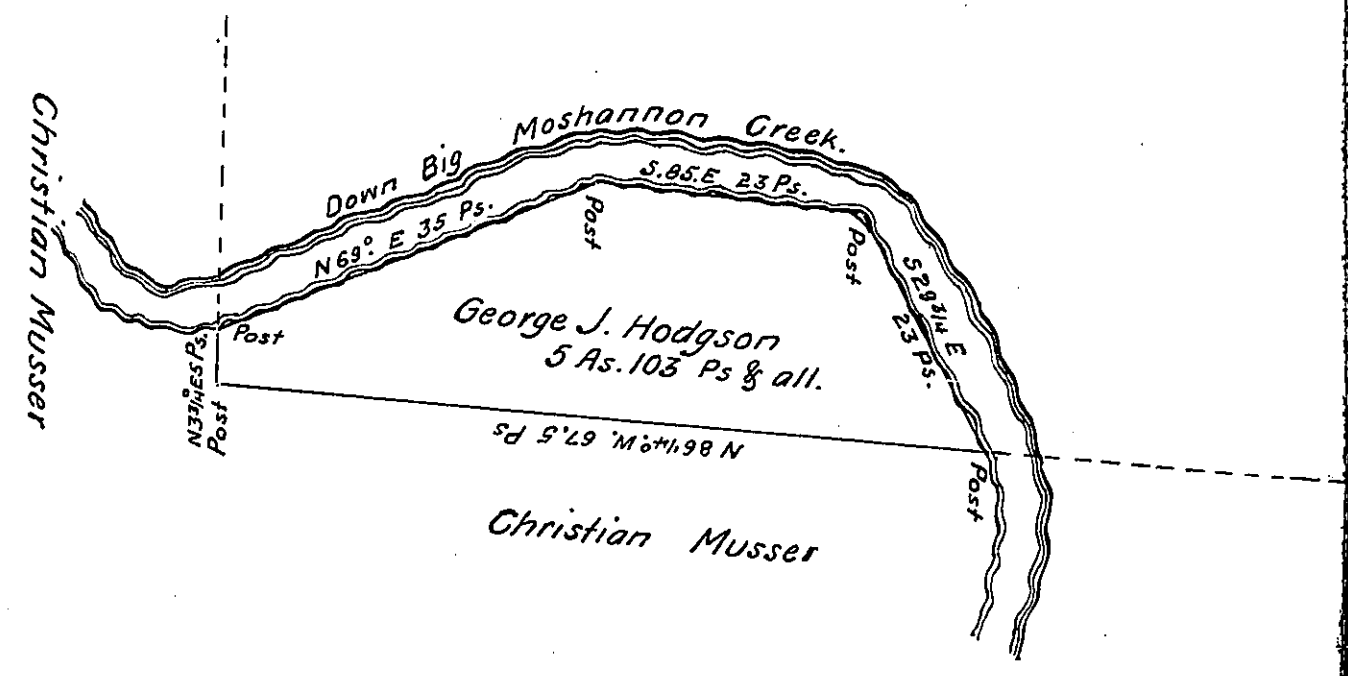 Christian Musser
Down Big Moshannon Creek.
N 69° E 35 Ps.
S. 85. E 23 Ps.
S 29 3/4 E
23 Ps.
Post
Post
Post
N 3 3/4° E 5 Ps.
Post
George J. Hodgson
5 As. 103 Ps & all.
N 86 1/4° W. 67.5 Ps
Post
Christian Musser